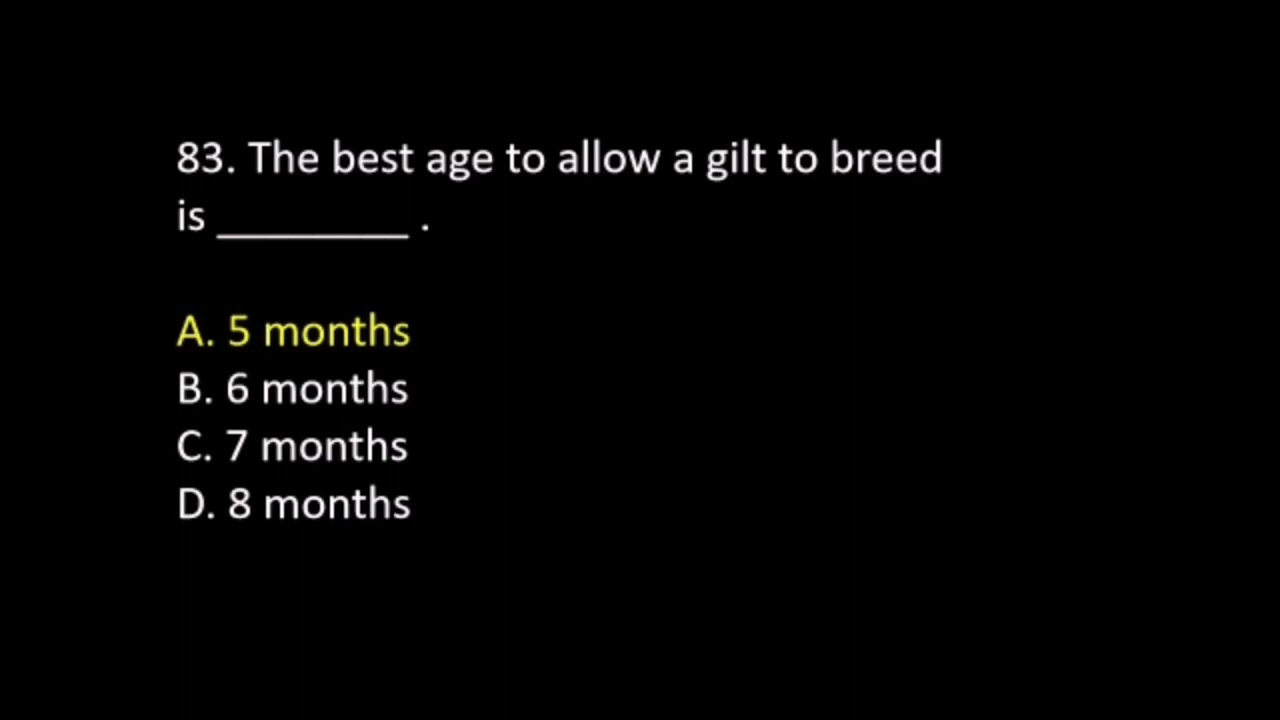 83. The best age to allow a gilt to breed
is _________ .
A. 5 months
B. 6 months
C. 7 months
D. 8 months